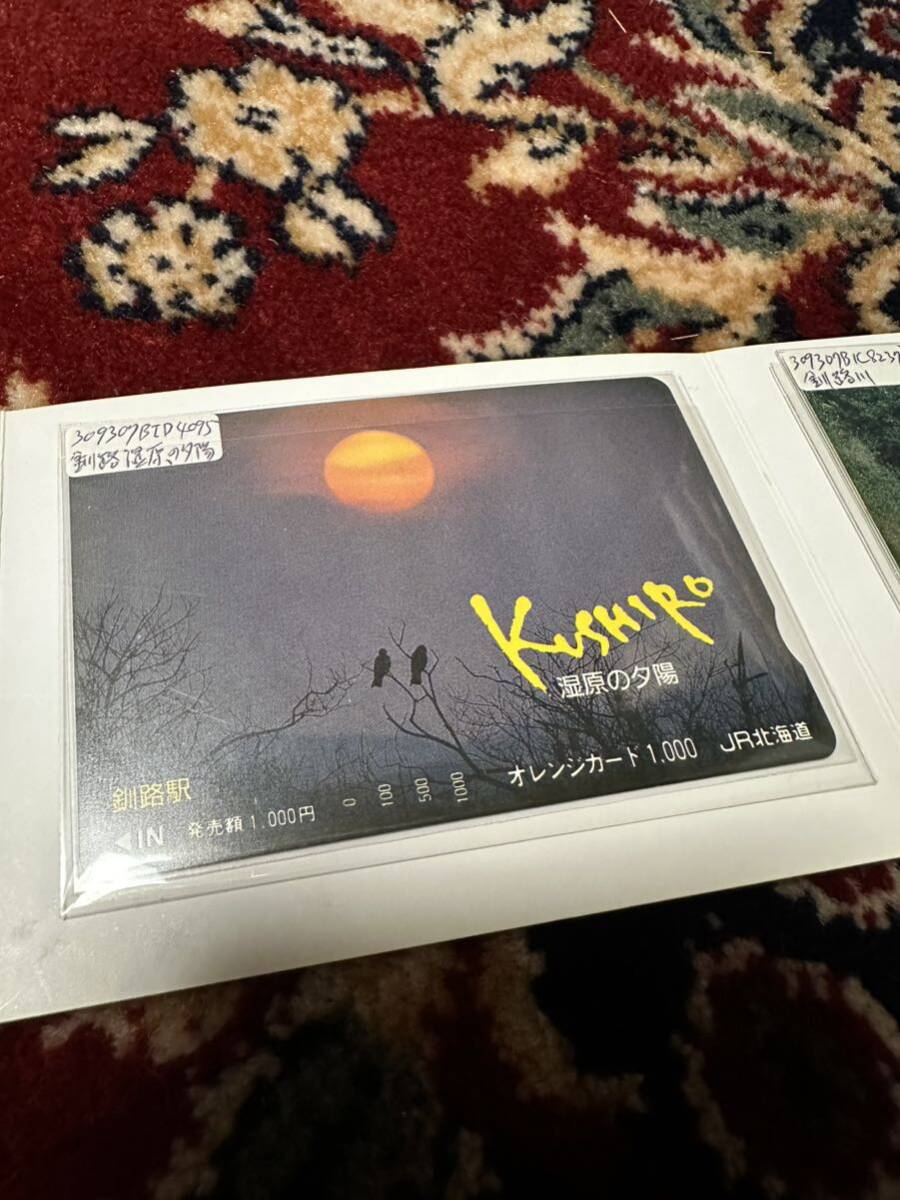 309307BID4095
釧路湿原の夕陽
309307B1C8237
釧路川
KUSHIRO
湿原の夕陽
釧路駅
オレンジカード1.000 JR北海道
◀IN 発売額1.000円 0 100 500 1000